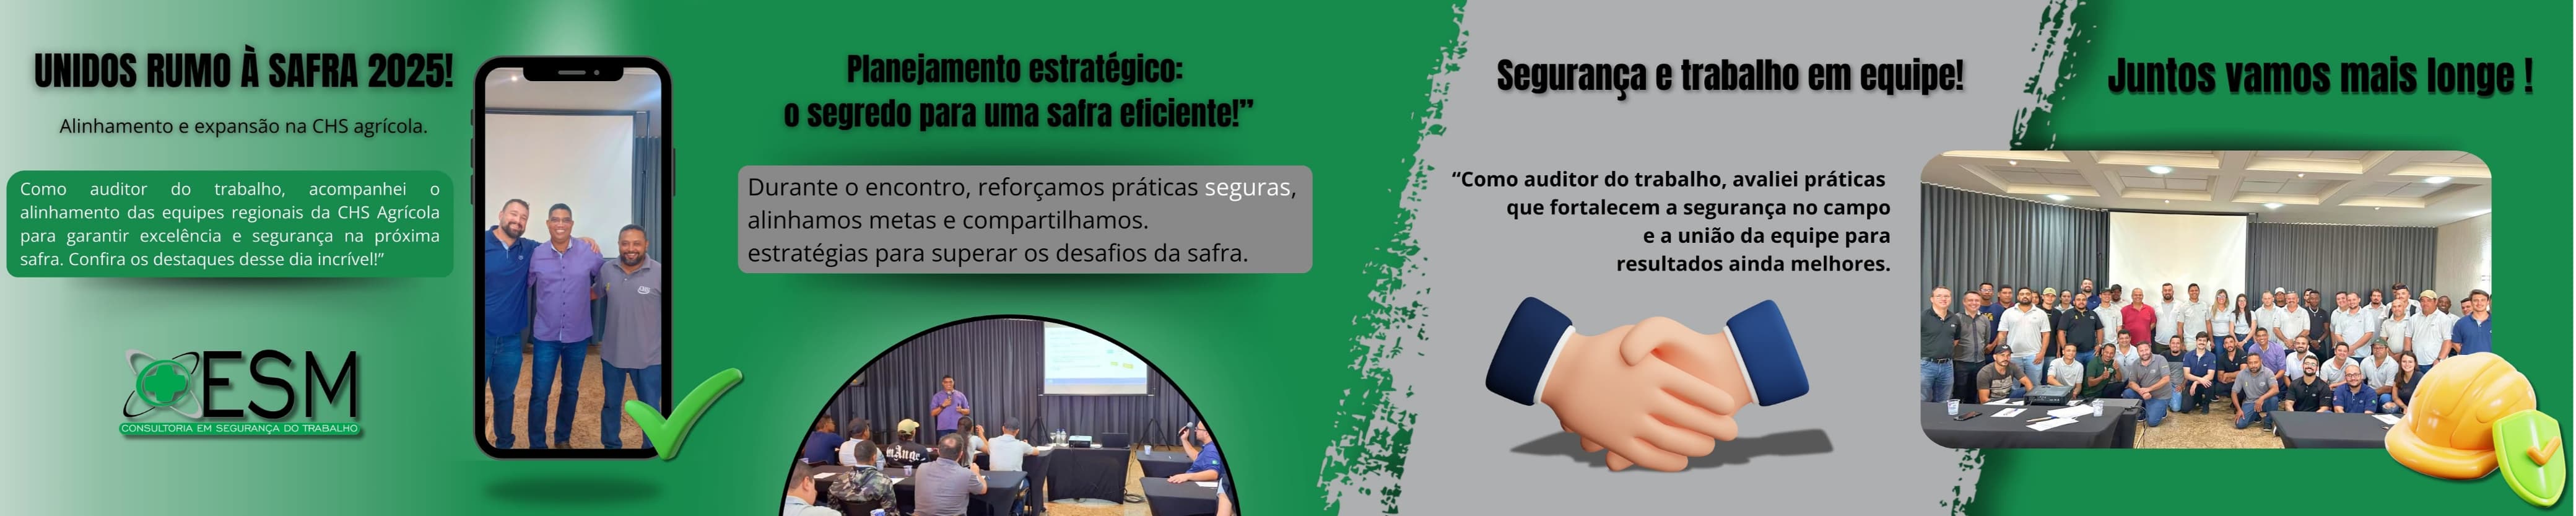 UNIDOS RUMO À SAFRA 2025!
Alinhamento e expansão na CHS agrícola.
Como auditor do trabalho, acompanhei o
alinhamento das equipes regionais da CHS Agrícola
para garantir excelência e segurança na próxima
safra. Confira os destaques desse dia incrível!”
ESM
CONSULTORIA EM SEGURANÇA DO TRABALHO
Planejamento estratégico:
o segredo para uma safra eficiente!”
Durante o encontro, reforçamos práticas seguras,
alinhamos metas e compartilhamos.
estratégias para superar os desafios da safra.
Segurança e trabalho em equipe!
“Como auditor do trabalho, avaliei práticas
que fortalecem a segurança no campo
e a união da equipe para
resultados ainda melhores.
Juntos vamos mais longe !